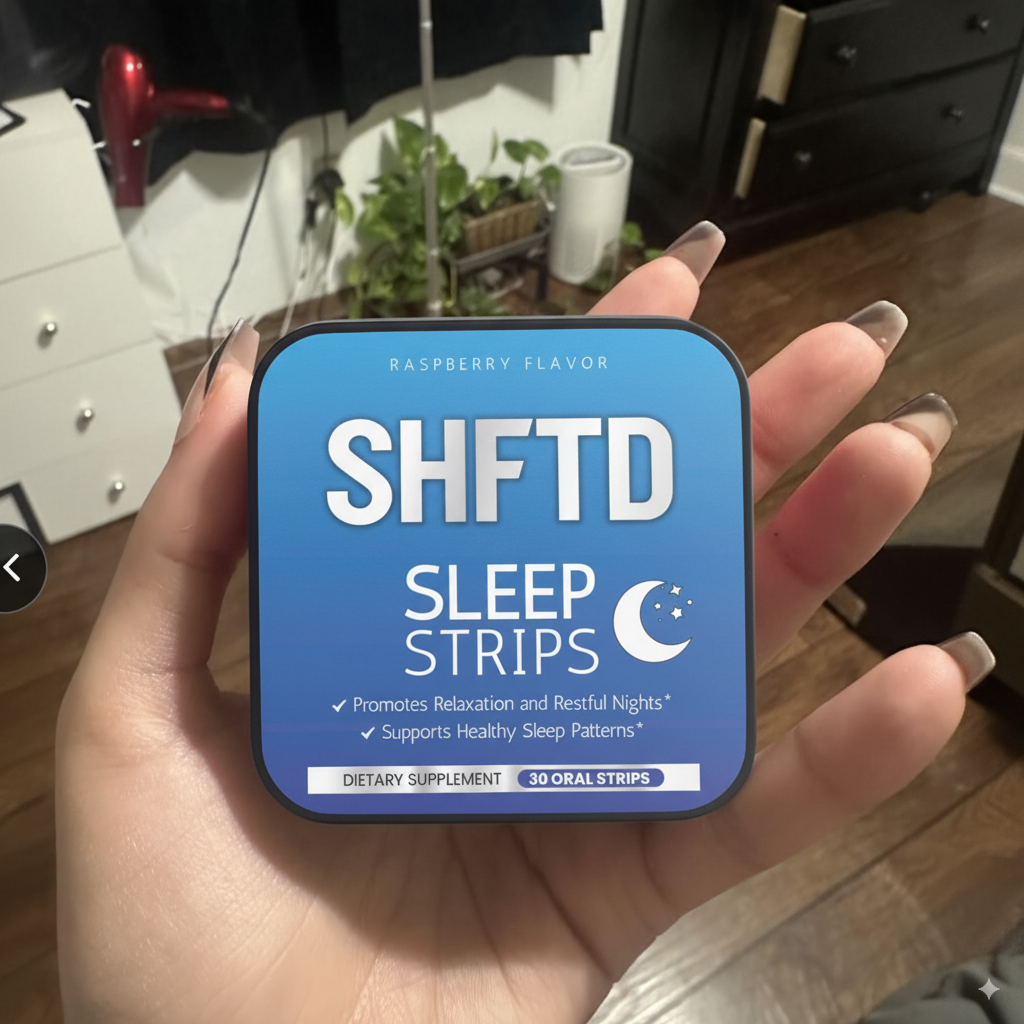 RASPBERRY FLAVOR
SHFTD
SLEEP
STRIPS
✔ Promotes Relaxation and Restful Nights*
✔ Supports Healthy Sleep Patterns*
DIETARY SUPPLEMENT 30 ORAL STRIPS